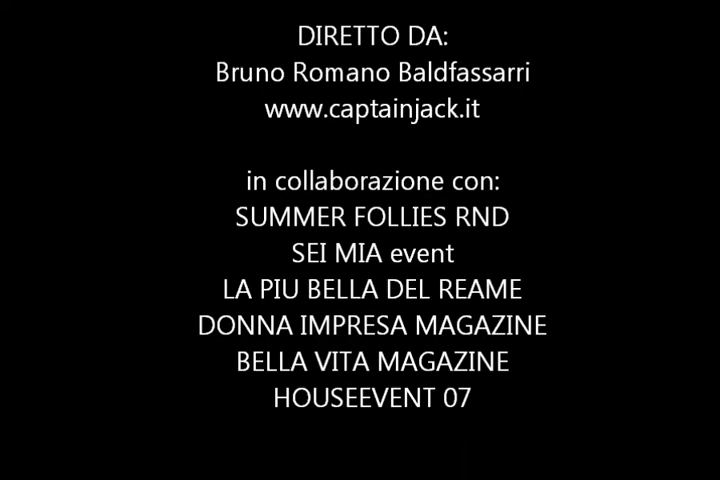 DIRETTO DA:
Bruno Romano Baldfassarri
www.captainjack.it
in collaborazione con:
SUMMER FOLLIES RND
SEI MIA event
LA PIU BELLA DEL REAME
DONNA IMPRESA MAGAZINE
BELLA VITA MAGAZINE
HOUSEEVENT 07